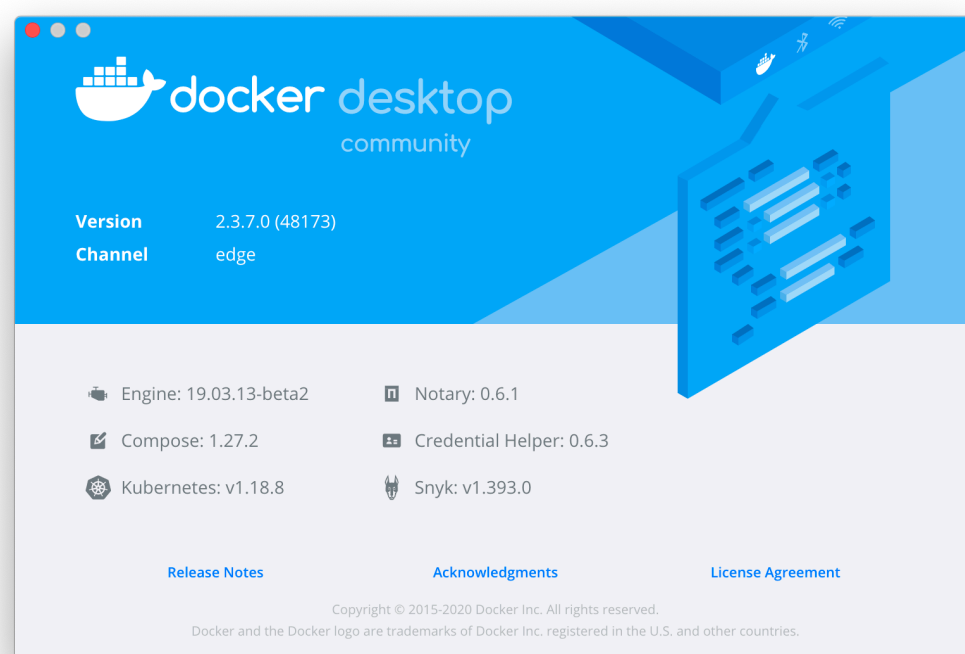 docker desktop
community
Version 2.3.7.0 (48173)
Channel edge
Engine: 19.03.13-beta2 Notary: 0.6.1
Compose: 1.27.2 Credential Helper: 0.6.3
Kubernetes: v1.18.8 Snyk: v1.393.0
Release Notes Acknowledgments License Agreement
Copyright © 2015-2020 Docker Inc. All rights reserved.
Docker and the Docker logo are trademarks of Docker Inc. registered in the U.S. and other countries.